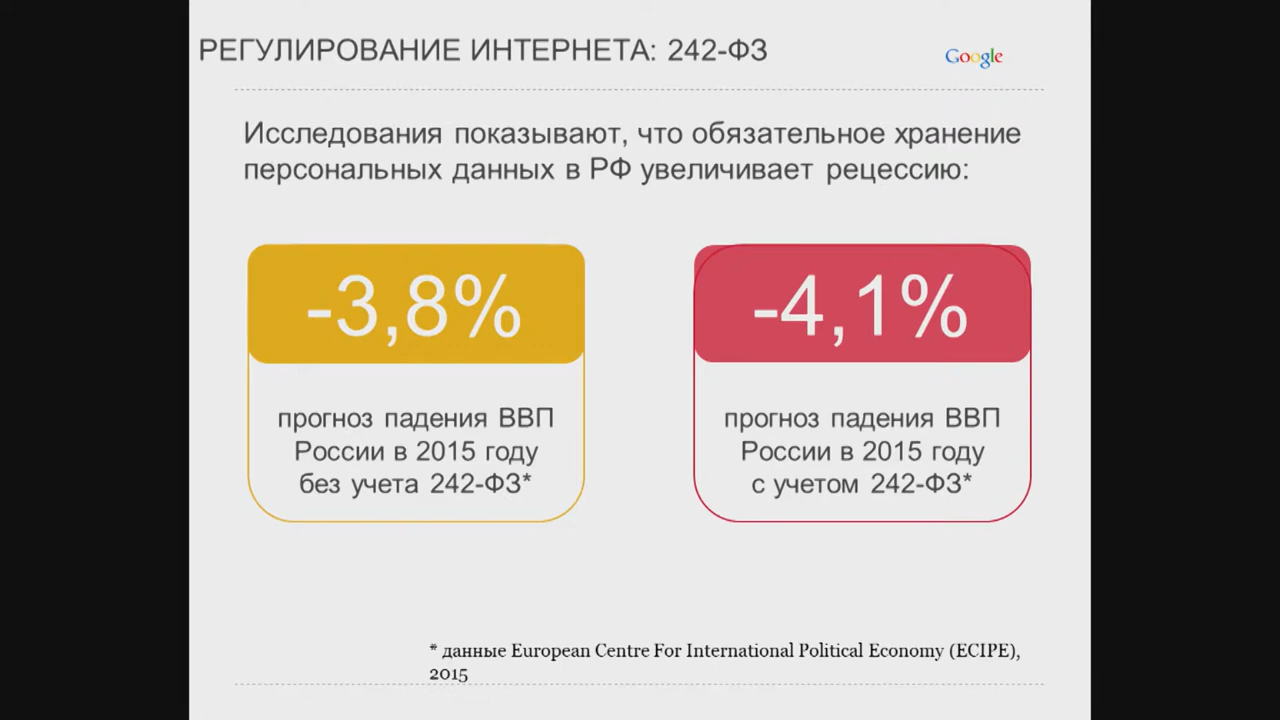 РЕГУЛИРОВАНИЕ ИНТЕРНЕТА: 242-ФЗ
Google
Исследования показывают, что обязательное хранение
персональных данных в РФ увеличивает рецессию:
-3,8%
прогноз падения ВВП
России в 2015 году
без учета 242-ФЗ*
-4,1%
прогноз падения ВВП
России в 2015 году
с учетом 242-ФЗ*
* данные European Centre For International Political Economy (ECIPE),
2015